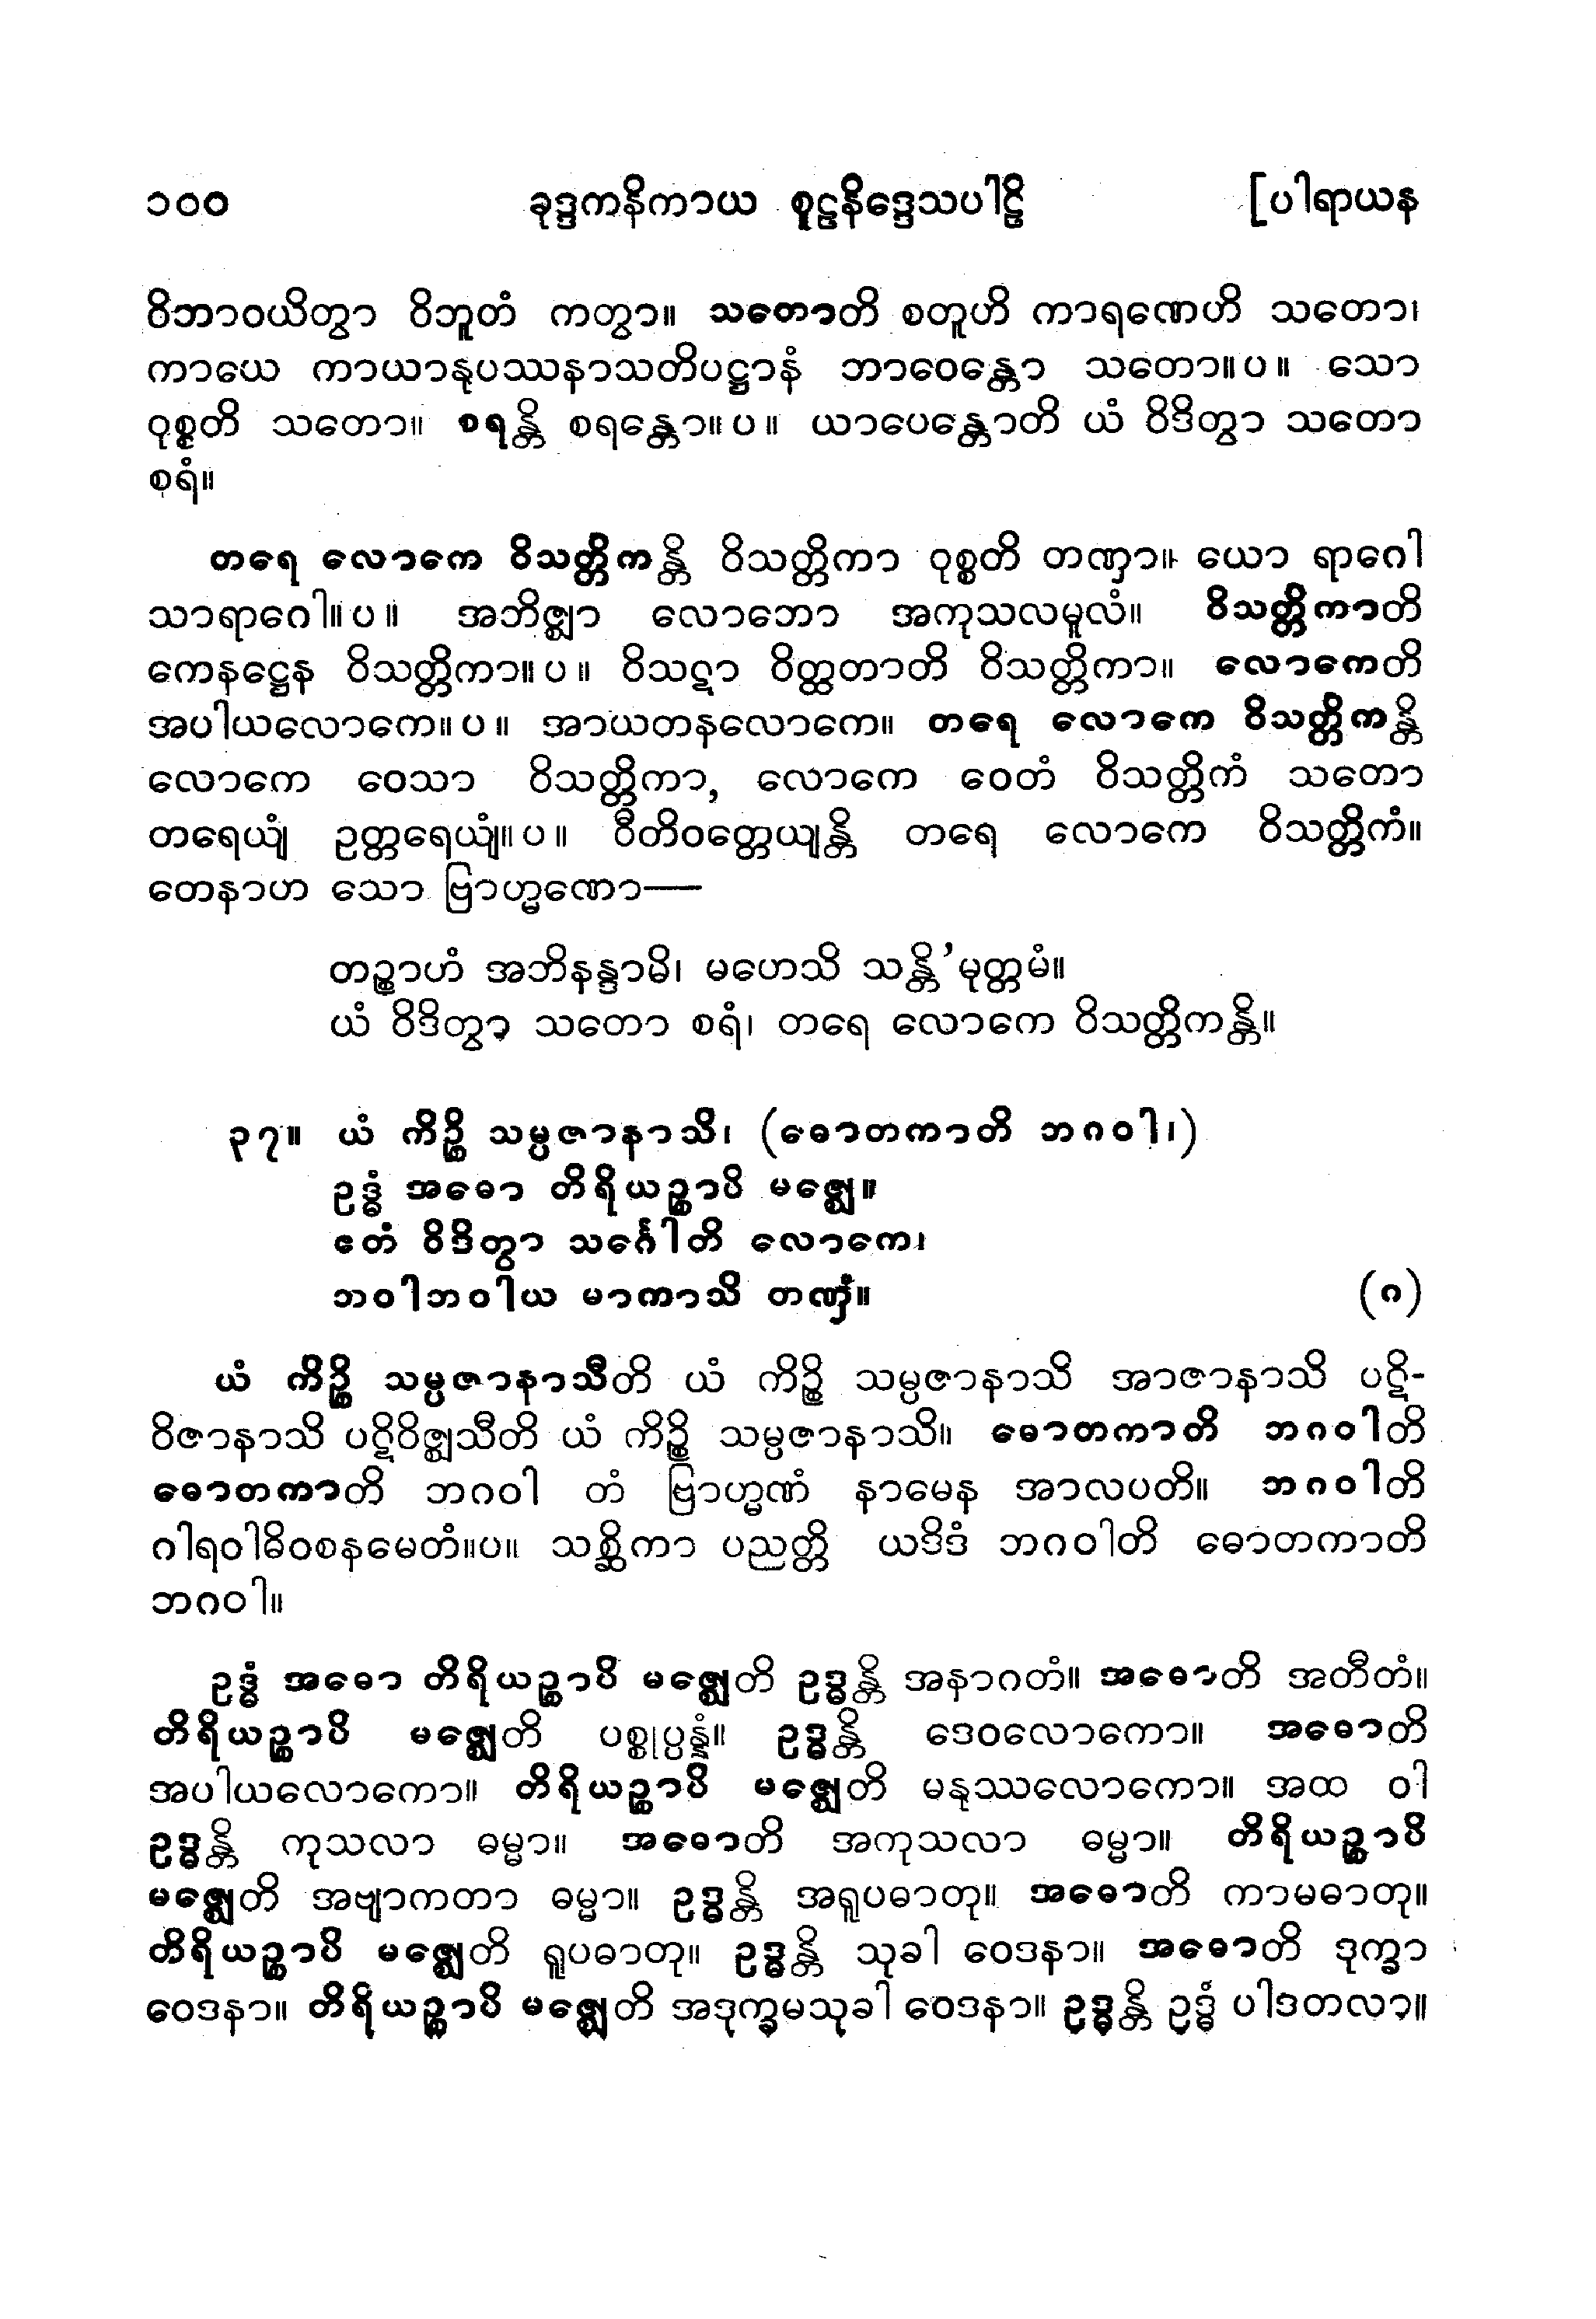 ၁၀၀ ခုဒ္ဒကနိကာယ စူဠနိဒ္ဒေသပါဠိ [ပါရာယန
ဝိဘာဝယိတွာ ဝိဘူတံ ကတွာ။ သတောတိ စတူဟိ ကာရဏေဟိ သတော၊
ကာယေ ကာယာနုပဿနာသတိပဋ္ဌာနံ ဘာဝေန္တော သတော။ပ။ သော
ဝုစ္စတိ သတော။ စရန္တိ စရန္တော။ပ။ ယာပေန္တောတိ ယံ ဝိဒိတွာ သတော
စရံ။
တရေ လောကေ ဝိသတ္တိကန္တိ ဝိသတ္တိကာ ဝုစ္စတိ တဏှာ။ ယော ရာဂေါ
သာရာဂေါ။ပ။ အဘိဇ္ဈာ လောဘော အကုသလမူလံ။ ဝိသတ္တိကာတိ
ကေနဋ္ဌေန ဝိသတ္တိကာ။ပ။ ဝိသဋာ ဝိတ္ထတာတိ ဝိသတ္တိကာ။ လောကေတိ
အပါယလောကေ။ပ။ အာယတနလောကေ။ တရေ လောကေ ဝိသတ္တိကန္တိ
လောကေ ဝေသာ ဝိသတ္တိကာ, လောကေ ဝေတံ ဝိသတ္တိကံ သတော
တရေယျံ ဥတ္တရေယျံ။ပ။ ဝီတိဝတ္တေယျန္တိ တရေ လောကေ ဝိသတ္တိကံ။
တေနာဟ သော ဗြာဟ္မဏော—
တဉ္စာဟံ အဘိနန္ဒာမိ၊ မဟေသိ သန္တိ’မုတ္တမံ။
ယံ ဝိဒိတွာ သတော စရံ၊ တရေ လောကေ ဝိသတ္တိကန္တိ။
၃၇။ ယံ ကိဉ္စိ သမ္ပဇာနာသိ၊ (ဓောတကာတိ ဘဂဝါ၊)
ဥဒ္ဓံ အဓော တိရိယဉ္စာပိ မဇ္ဈေ။
ဧတံ ဝိဒိတွာ သင်္ဂေါတိ လောကေ၊
ဘဝါဘဝါယ မာကာသိ တဏှံ။ (ဂ)
ယံ ကိဉ္စိ သမ္ပဇာနာသီတိ ယံ ကိဉ္စိ သမ္ပဇာနာသိ အာဇာနာသိ ပဋိ-
ဝိဇာနာသိ ပဋိဝိဇ္ဈသီတိ ယံ ကိဉ္စိ သမ္ပဇာနာသိ။ ဓောတကာတိ ဘဂဝါတိ
ဓောတကာတိ ဘဂဝါ တံ ဗြာဟ္မဏံ နာမေန အာလပတိ။ ဘဂဝါတိ
ဂါရဝါဓိဝစနမေတံ။ပ။ သစ္ဆိကာ ပညတ္တိ ယဒိဒံ ဘဂဝါတိ ဓောတကာတိ
ဘဂဝါ။
ဥဒ္ဓံ အဓော တိရိယဉ္စာပိ မဇ္ဈေတိ ဥဒ္ဓန္တိ အနာဂတံ။ အဓောတိ အတီတံ။
တိရိယဉ္စာပိ မဇ္ဈေတိ ပစ္စုပ္ပန္နံ။ ဥဒ္ဓန္တိ ဒေဝလောကော။ အဓောတိ
အပါယလောကော။ တိရိယဉ္စာပိ မဇ္ဈေတိ မနုဿလောကော။ အထ ဝါ
ဥဒ္ဓန္တိ ကုသလာ ဓမ္မာ။ အဓောတိ အကုသလာ ဓမ္မာ။ တိရိယဉ္စာပိ
မဇ္ဈေတိ အဗျာကတာ ဓမ္မာ။ ဥဒ္ဓန္တိ အရူပဓာတု။ အဓောတိ ကာမဓာတု။
တိရိယဉ္စာပိ မဇ္ဈေတိ ရူပဓာတု။ ဥဒ္ဓန္တိ သုခါ ဝေဒနာ။ အဓောတိ ဒုက္ခာ
ဝေဒနာ။ တိရိယဉ္စာပိ မဇ္ဈေတိ အဒုက္ခမသုခါ ဝေဒနာ။ ဥဒ္ဓန္တိ ဥဒ္ဓံ ပါဒတလာ။